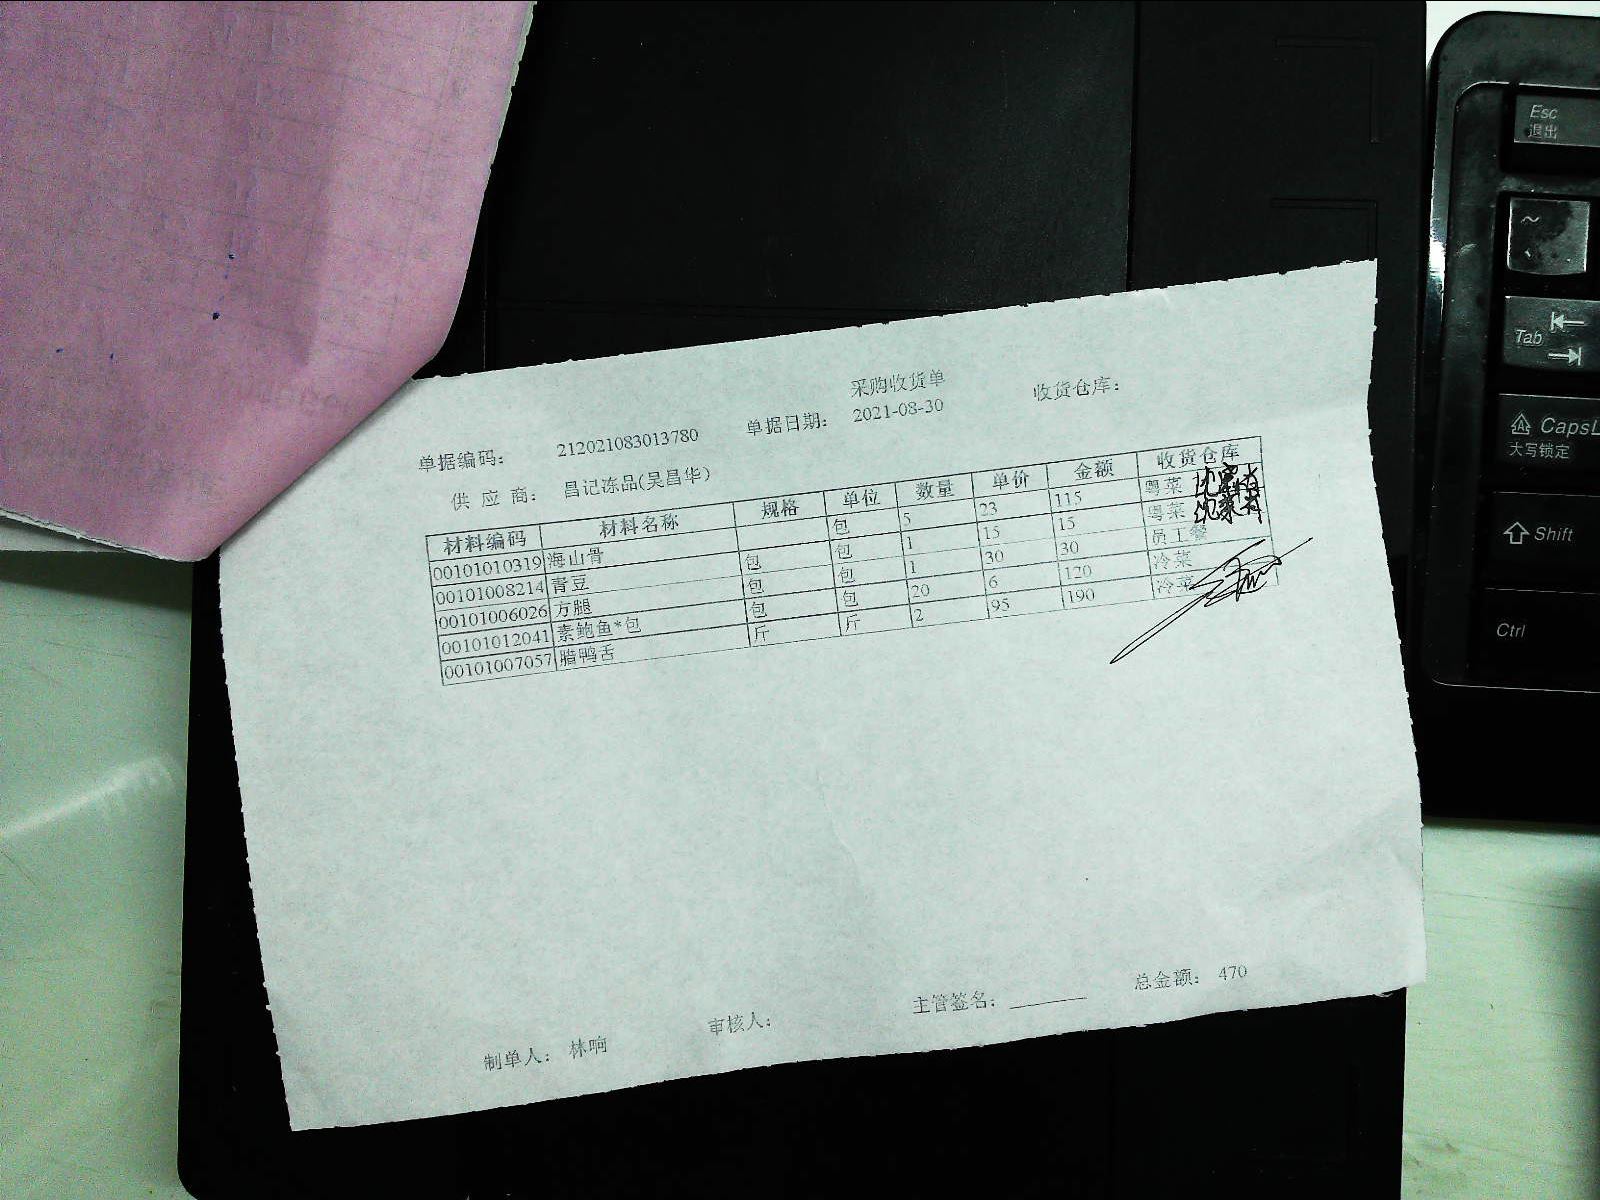 采购收货单
单据编码： 212021083013780 单据日期： 2021-08-30 收货仓库：
供应商： 昌记冻品(吴昌华)
材料编码 材料名称 规格 单位 数量 单价 金额 收货仓库
00101010319 海山骨 包 5 23 115 粤菜
00101008214 青豆 包 包 1 15 15 粤菜
00101006026 方腿 包 包 1 30 30 员工餐
00101012041 素鲍鱼*包 包 包 20 6 120 冷菜
00101007057 腊鸭舌 斤 斤 2 95 190 冷菜
制单人： 林响 审核人： 主管签名： 总金额： 470
Esc
退出
~
Tab
CapsL
大写锁定
Shift
Ctrl